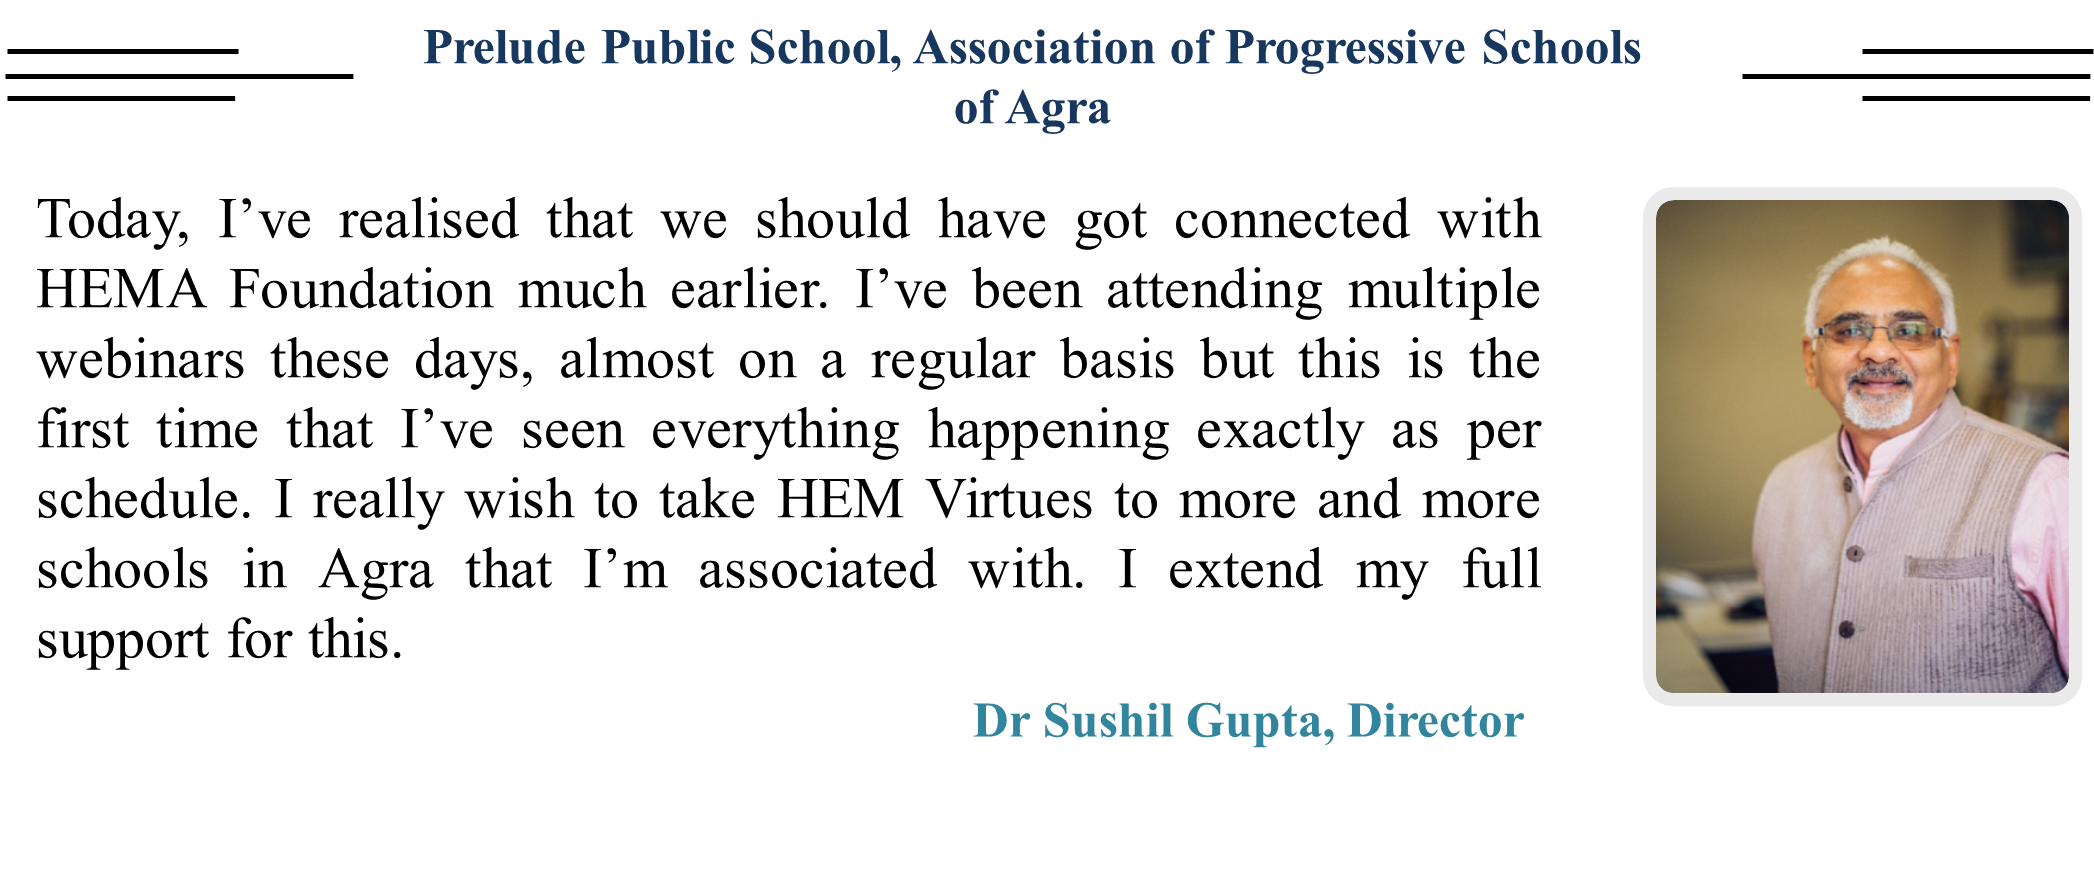 Prelude Public School, Association of Progressive Schools
of Agra
Today, I’ve realised that we should have got connected with
HEMA Foundation much earlier. I’ve been attending multiple
webinars these days, almost on a regular basis but this is the
first time that I’ve seen everything happening exactly as per
schedule. I really wish to take HEM Virtues to more and more
schools in Agra that I’m associated with. I extend my full
support for this.
Dr Sushil Gupta, Director